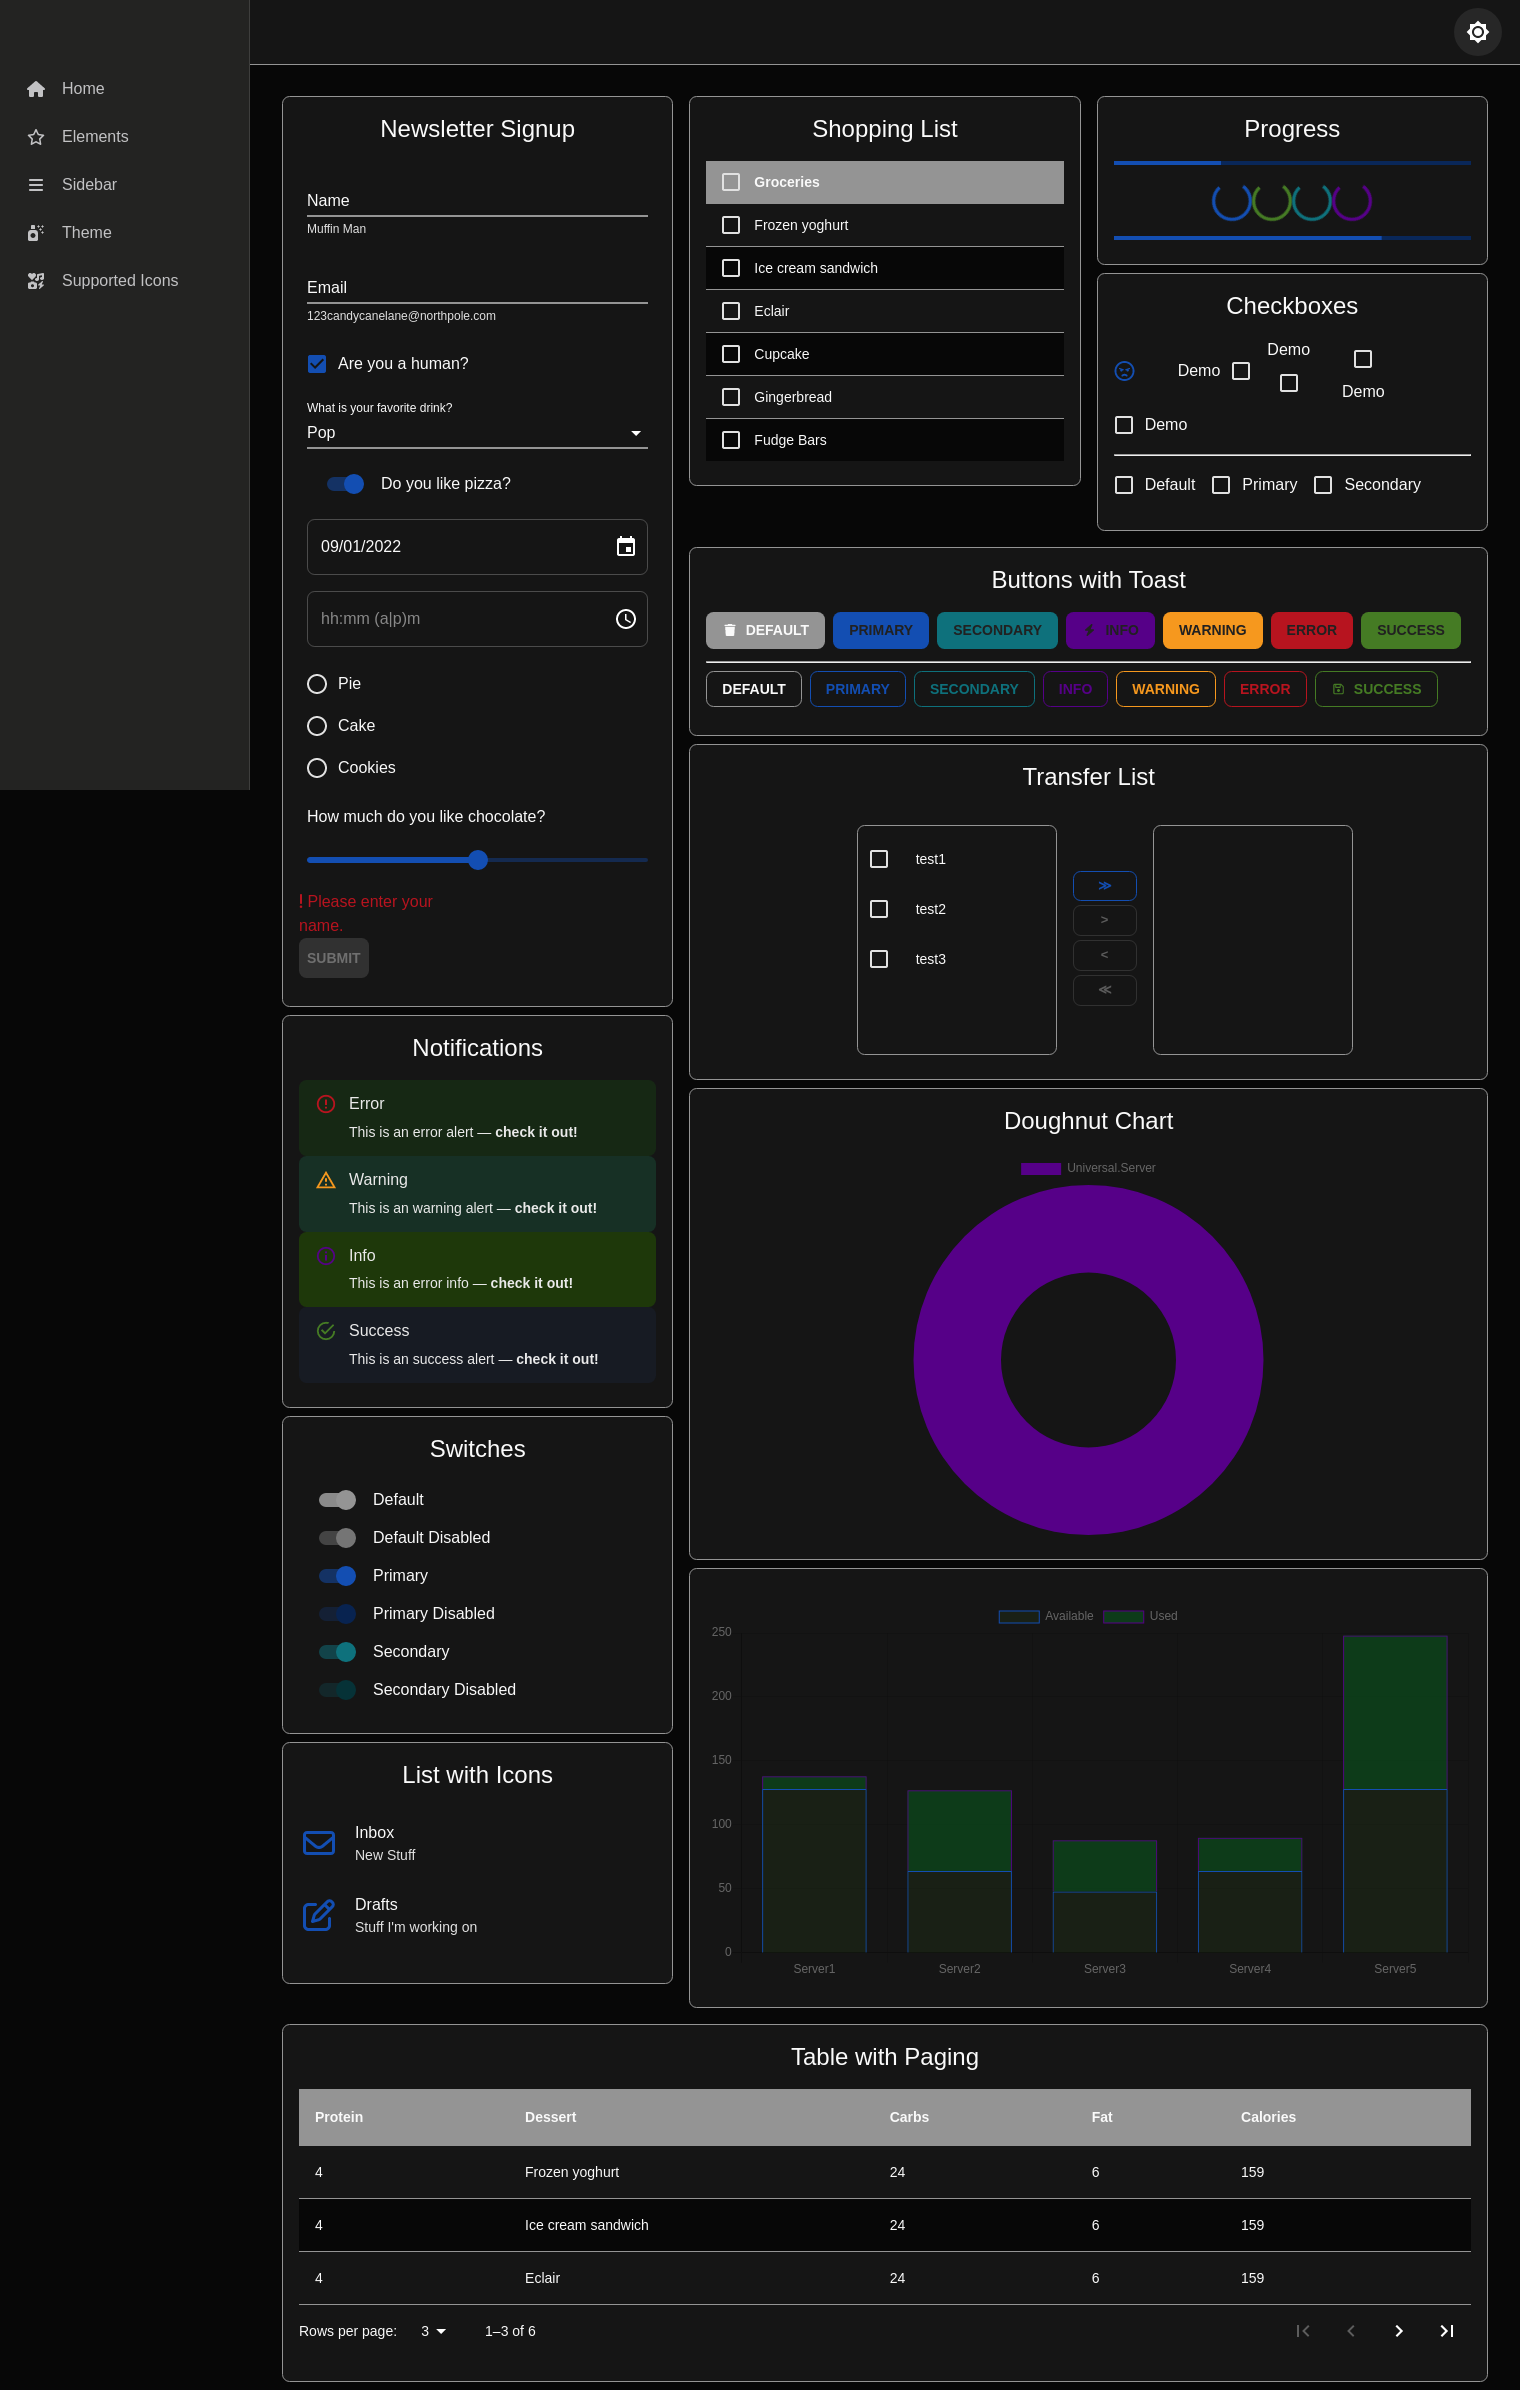 Home
Elements
Sidebar
Theme
Supported Icons
Newsletter Signup
Name
Muffin Man
Email
123candycanelane@northpole.com
Are you a human?
What is your favorite drink?
Pop
Do you like pizza?
09/01/2022
hh:mm (a|p)m
Pie
Cake
Cookies
How much do you like chocolate?
! Please enter your
name.
SUBMIT
Notifications
Error
This is an error alert — check it out!
Warning
This is an warning alert — check it out!
Info
This is an error info — check it out!
Success
This is an success alert — check it out!
Switches
Default
Default Disabled
Primary
Primary Disabled
Secondary
Secondary Disabled
List with Icons
Inbox
New Stuff
Drafts
Stuff I'm working on
Shopping List
Groceries
Frozen yoghurt
Ice cream sandwich
Eclair
Cupcake
Gingerbread
Fudge Bars
Progress
Checkboxes
Demo
Demo
Demo
Demo
Default Primary Secondary
Buttons with Toast
DEFAULT PRIMARY SECONDARY INFO WARNING ERROR SUCCESS
DEFAULT PRIMARY SECONDARY INFO WARNING ERROR SUCCESS
Transfer List
test1
test2
test3
≫
>
<
≪
Doughnut Chart
Universal.Server
Available Used
250
200
150
100
50
0
Server1 Server2 Server3 Server4 Server5
Table with Paging
Protein Dessert Carbs Fat Calories
4 Frozen yoghurt 24 6 159
4 Ice cream sandwich 24 6 159
4 Eclair 24 6 159
Rows per page: 3 1–3 of 6